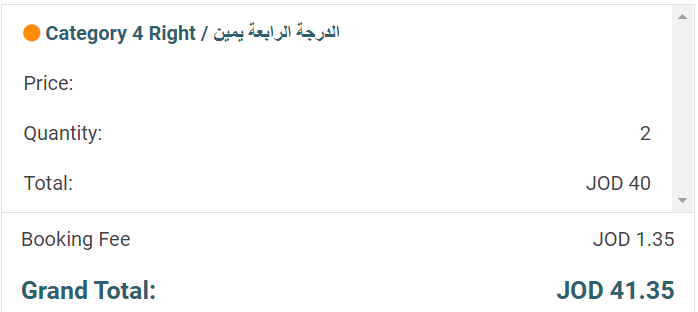 Category 4 Right / الدرجة الرابعة يمين
Price:
Quantity: 2
Total: JOD 40
Booking Fee JOD 1.35
Grand Total: JOD 41.35